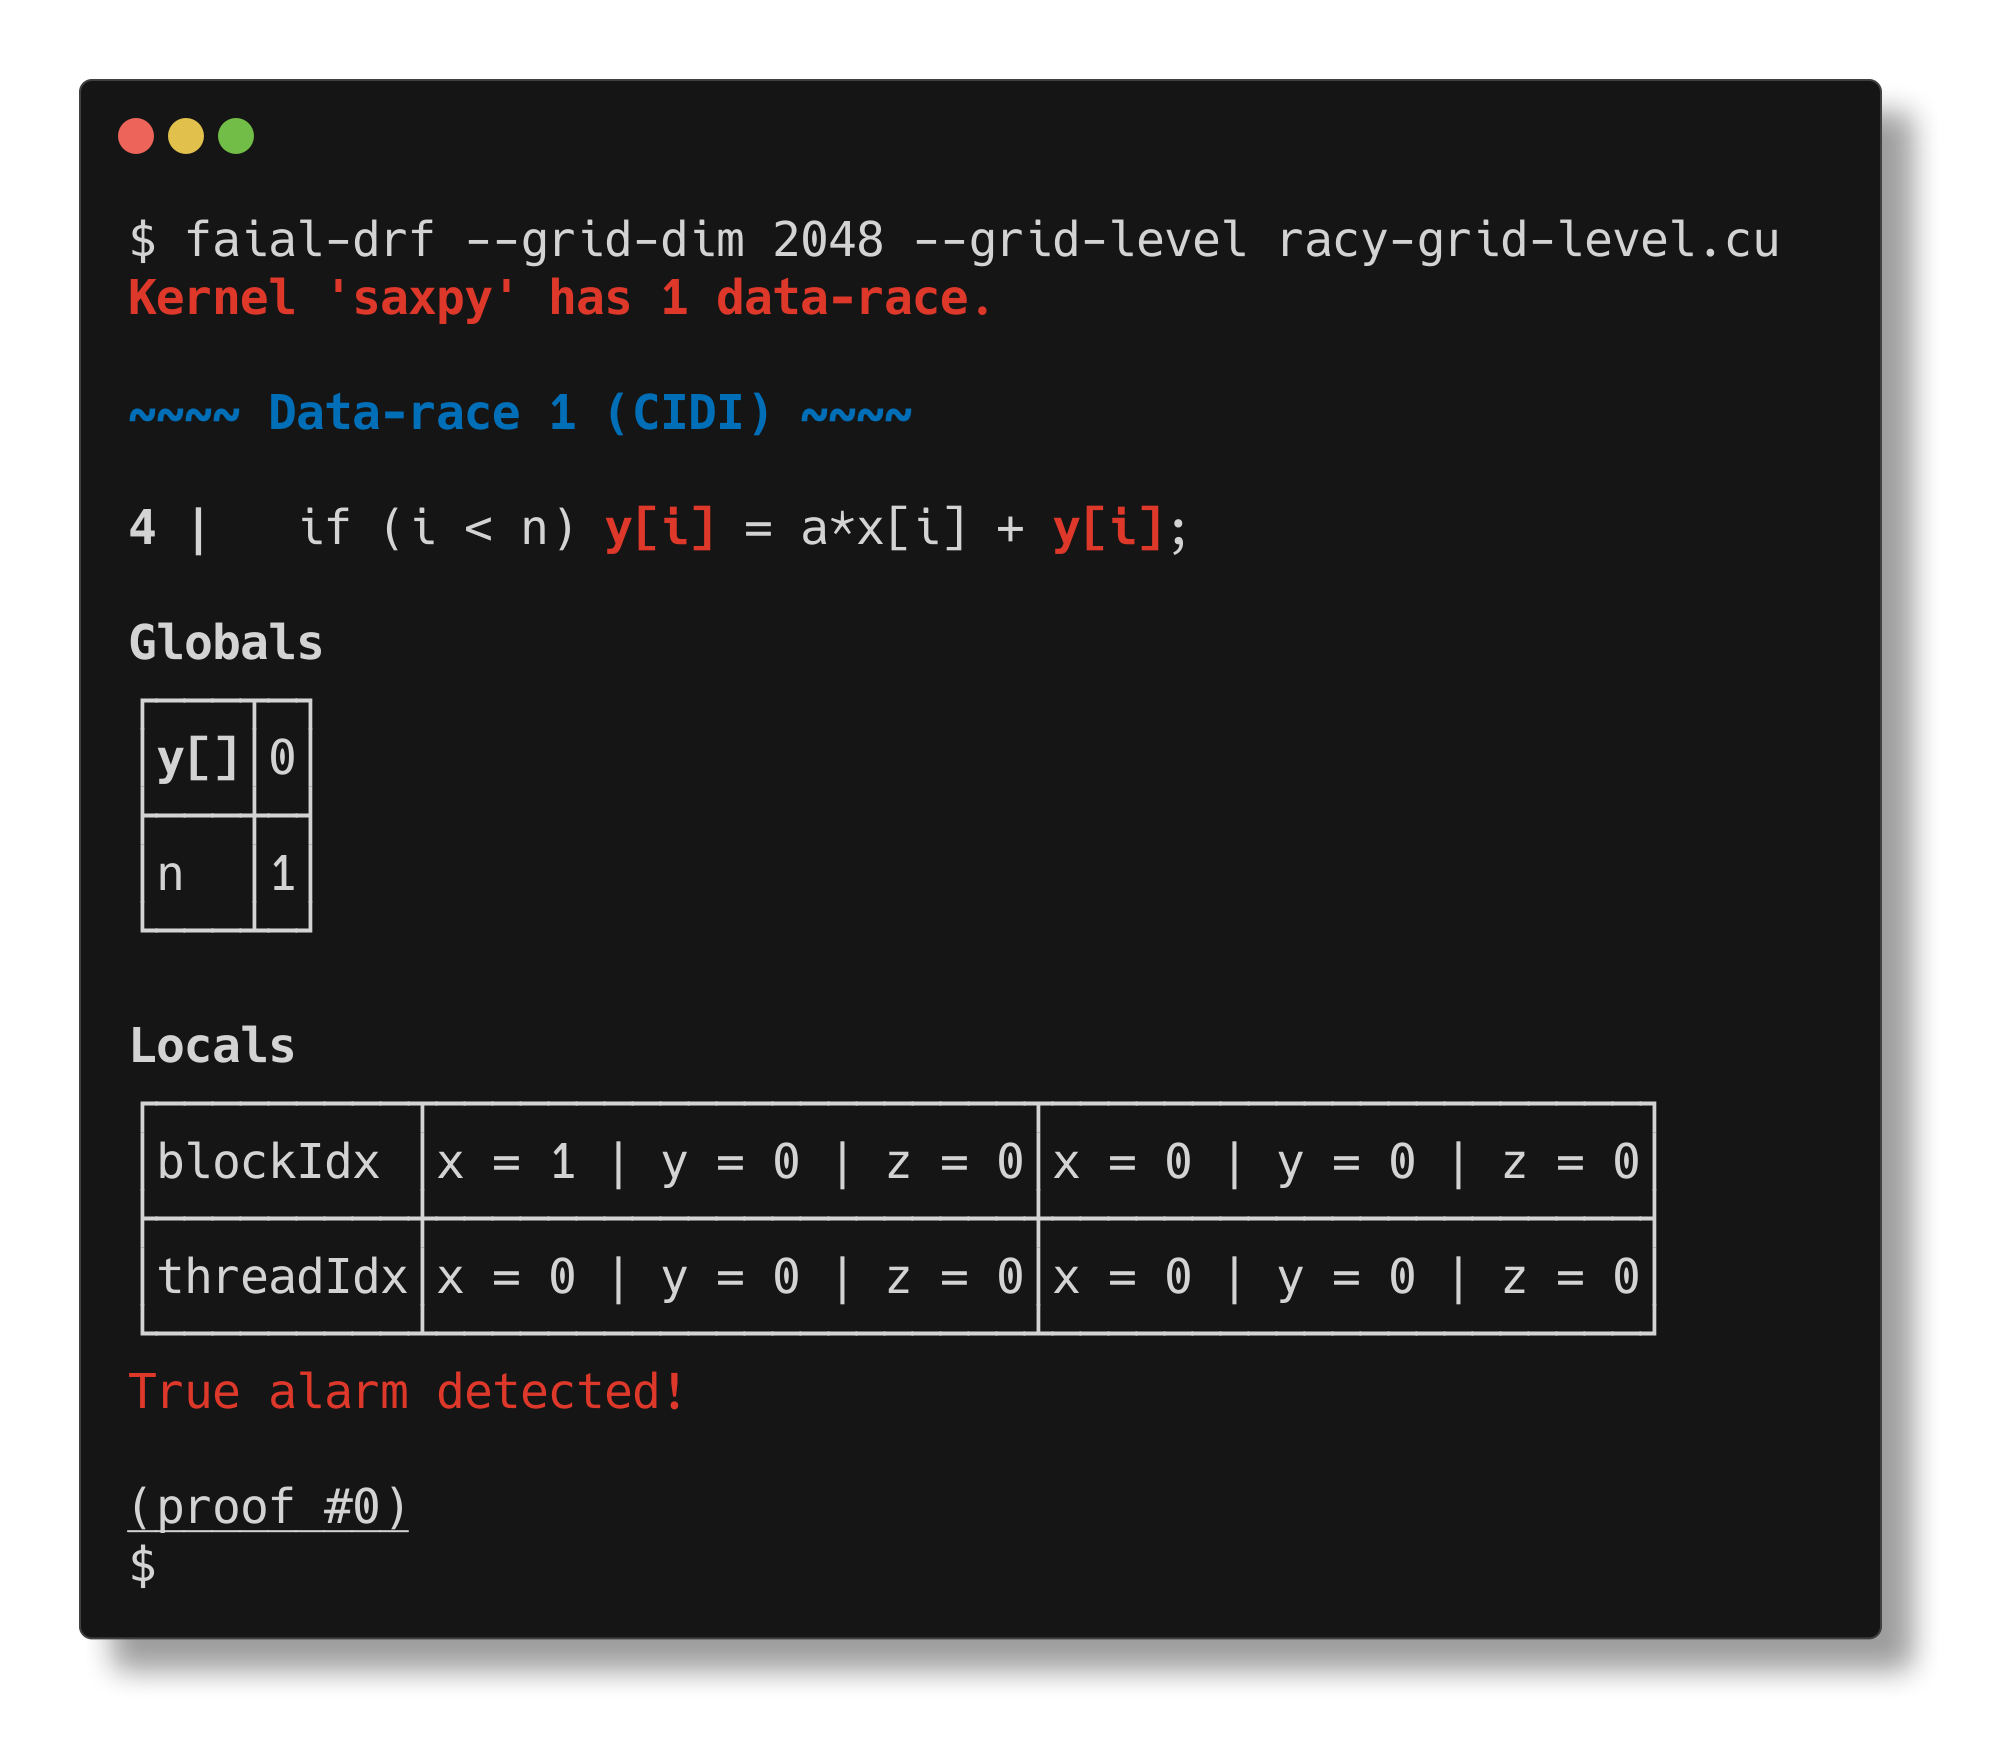 $ faial-drf --grid-dim 2048 --grid-level racy-grid-level.cu
Kernel 'saxpy' has 1 data-race.
~~~~ Data-race 1 (CIDI) ~~~~
4 |   if (i < n) y[i] = a*x[i] + y[i];
Globals
y[] 0
n 1
Locals
blockIdx x = 1 | y = 0 | z = 0 x = 0 | y = 0 | z = 0
threadIdx x = 0 | y = 0 | z = 0 x = 0 | y = 0 | z = 0
True alarm detected!
(proof #0)
$